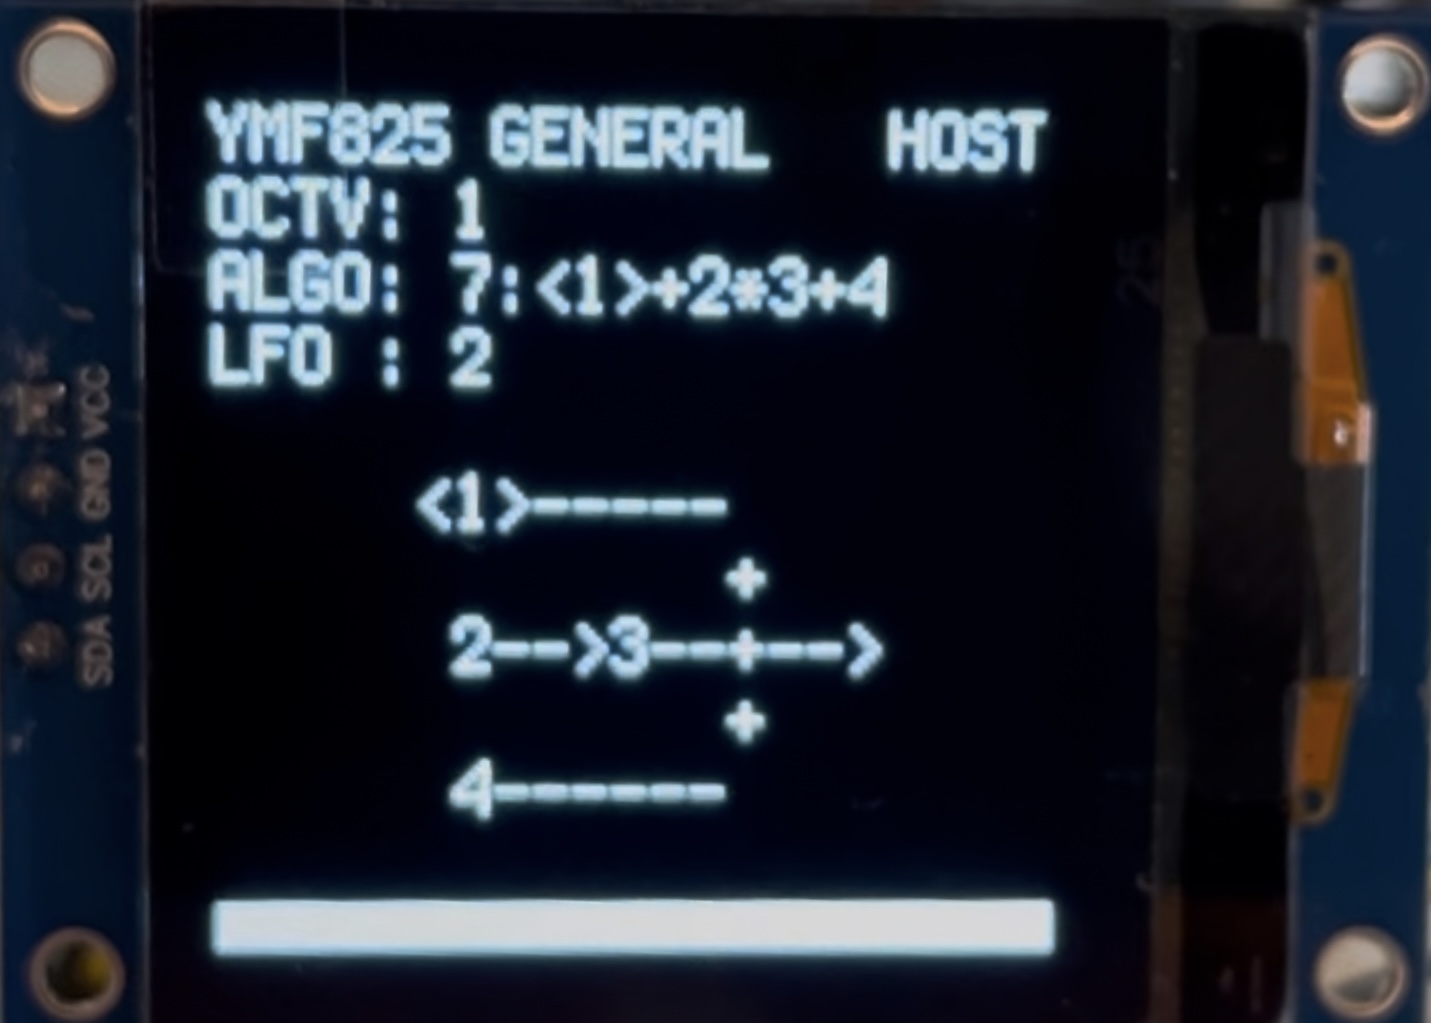 YMF825 GENERAL HOST
OCTV: 1
ALGO: 7:<1>+2*3+4
LFO : 2
<1>-----
+
2-->3--+-->
+
4------
VCC
GND
SCL
SDA